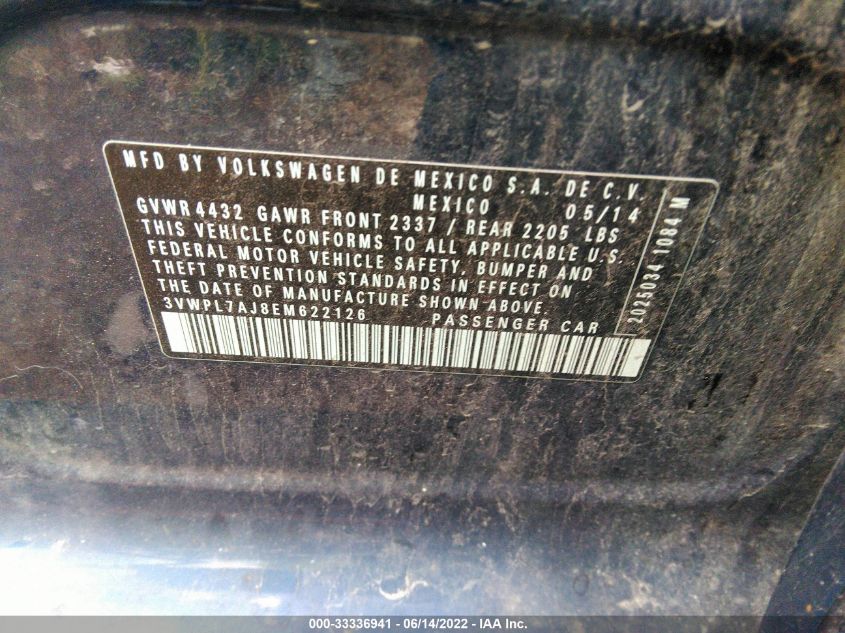 MFD BY VOLKSWAGEN DE MEXICO S.A. DE C.V.
MEXICO 05/14
GVWR 4432 GAWR FRONT 2337 / REAR 2205 LBS
THIS VEHICLE CONFORMS TO ALL APPLICABLE U.S.
FEDERAL MOTOR VEHICLE SAFETY, BUMPER AND
THEFT PREVENTION STANDARDS IN EFFECT ON
THE DATE OF MANUFACTURE SHOWN ABOVE.
3VWPL7AJ8EM622126 PASSENGER CAR
2025034 1084 M
000-33336941 - 06/14/2022 - IAA Inc.